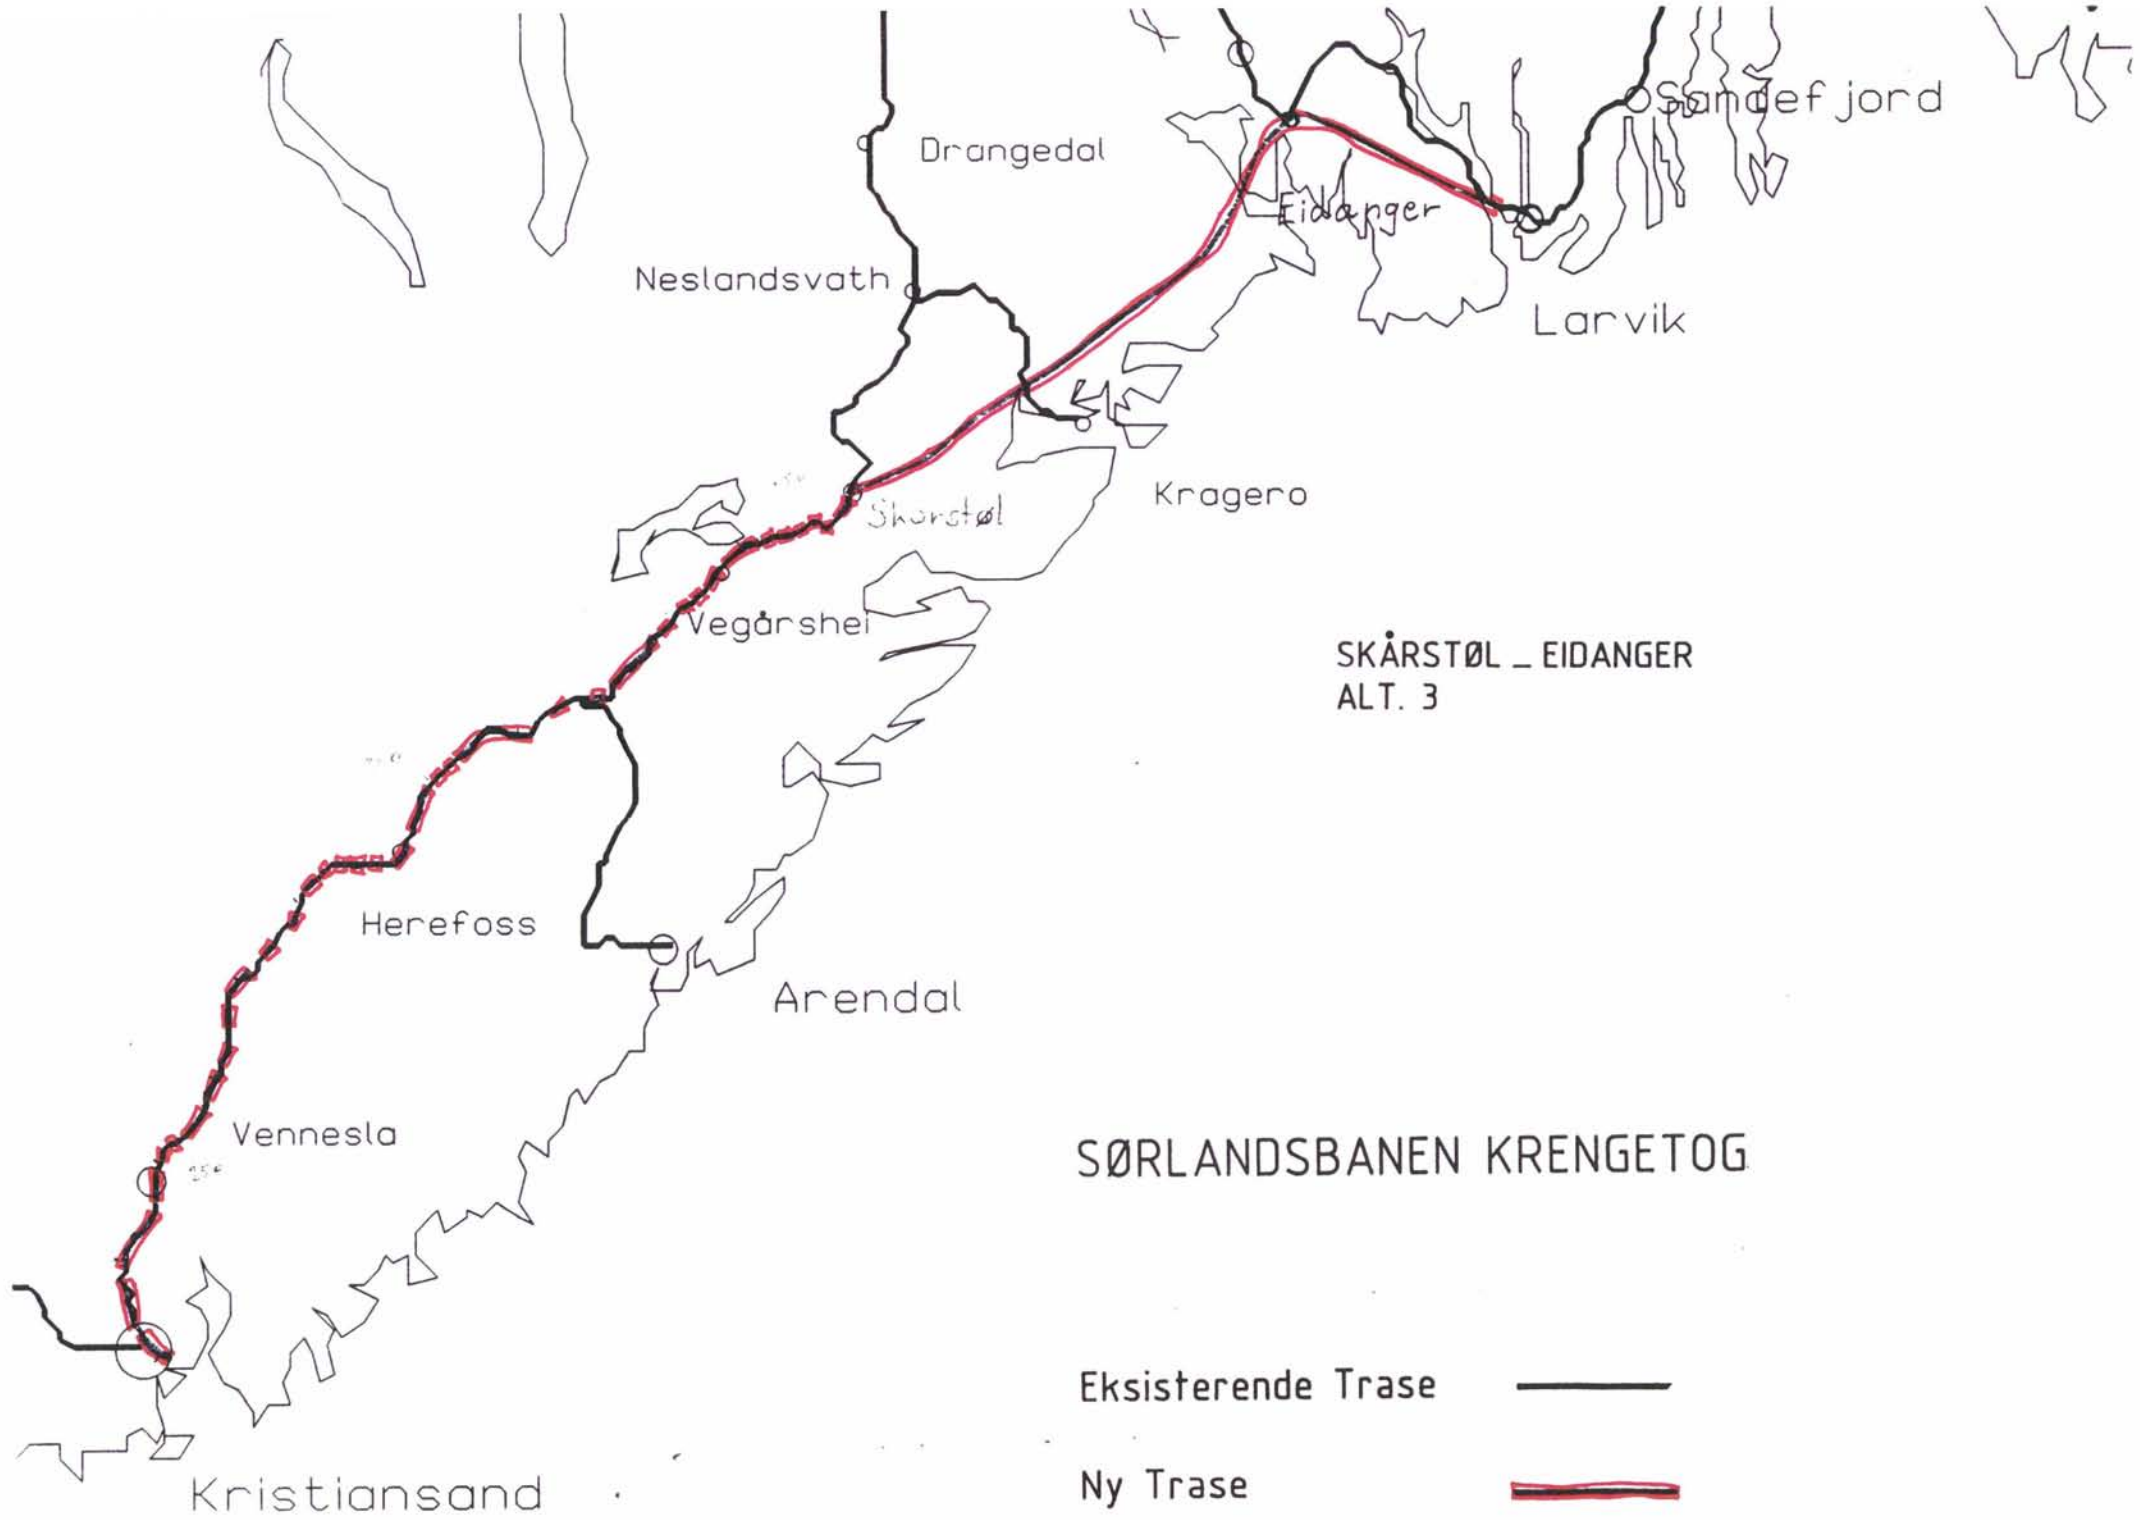 Sandefjord
Drangedal
Eidanger
Neslandsvath
Larvik
Kragero
Skarstøl
Vegårshei
SKÅRSTØL _ EIDANGER
ALT. 3
Herefoss
Arendal
Vennesla
SØRLANDSBANEN KRENGETOG
Eksisterende Trase
Ny Trase
Kristiansand